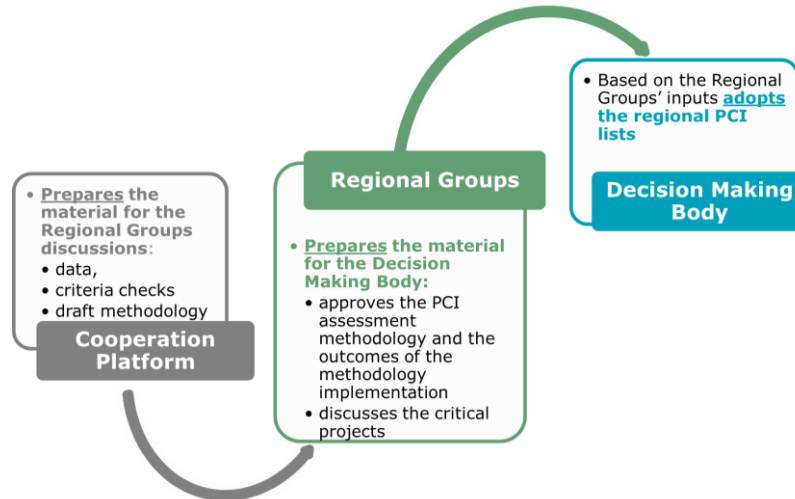 • Prepares the
material for the
Regional Groups
discussions:
• data,
• criteria checks
• draft methodology
Cooperation
Platform
Regional Groups
• Prepares the material
for the Decision
Making Body:
• approves the PCI
assessment
methodology and the
outcomes of the
methodology
implementation
• discusses the critical
projects
• Based on the Regional
Groups’ inputs adopts
the regional PCI
lists
Decision Making
Body